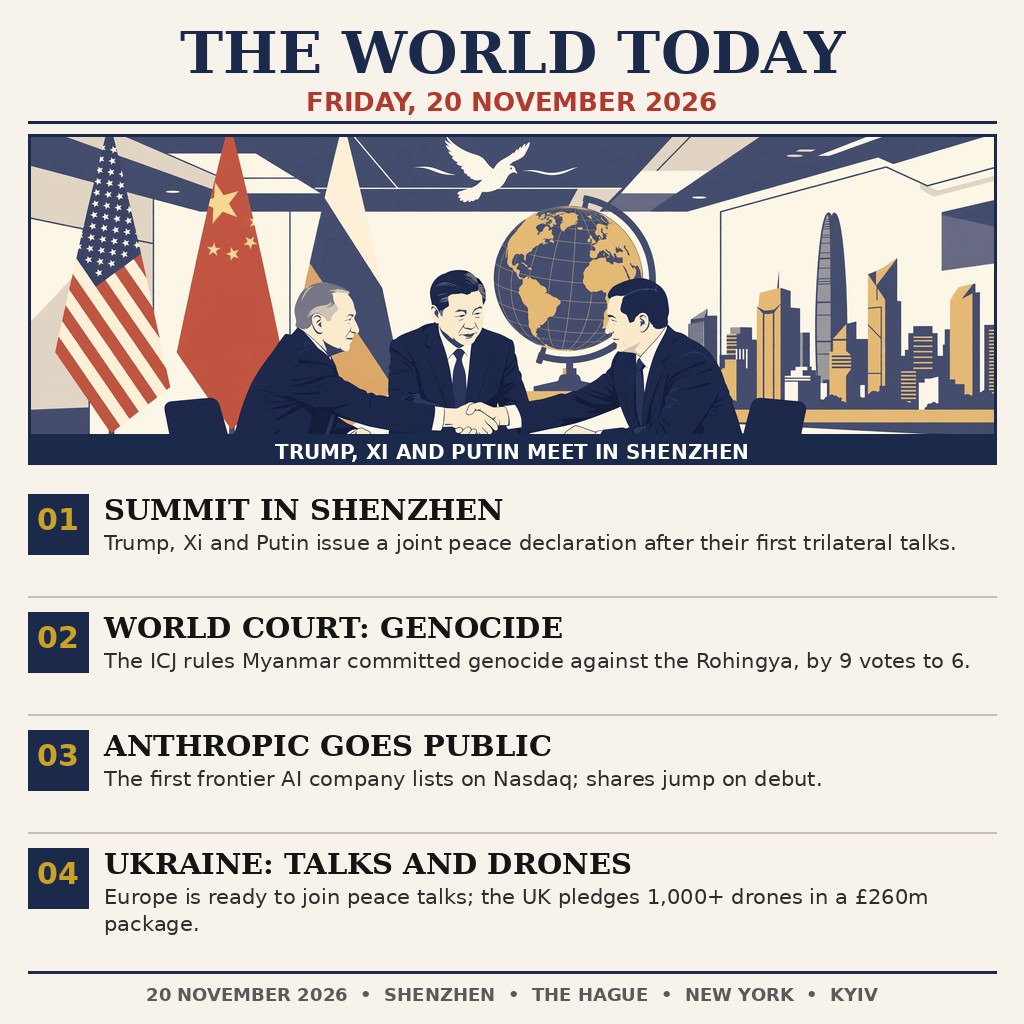 THE WORLD TODAY
FRIDAY, 20 NOVEMBER 2026
TRUMP, XI AND PUTIN MEET IN SHENZHEN
01
SUMMIT IN SHENZHEN
Trump, Xi and Putin issue a joint peace declaration after their first trilateral talks.
02
WORLD COURT: GENOCIDE
The ICJ rules Myanmar committed genocide against the Rohingya, by 9 votes to 6.
03
ANTHROPIC GOES PUBLIC
The first frontier AI company lists on Nasdaq; shares jump on debut.
04
UKRAINE: TALKS AND DRONES
Europe is ready to join peace talks; the UK pledges 1,000+ drones in a £260m
package.
20 NOVEMBER 2026 • SHENZHEN • THE HAGUE • NEW YORK • KYIV